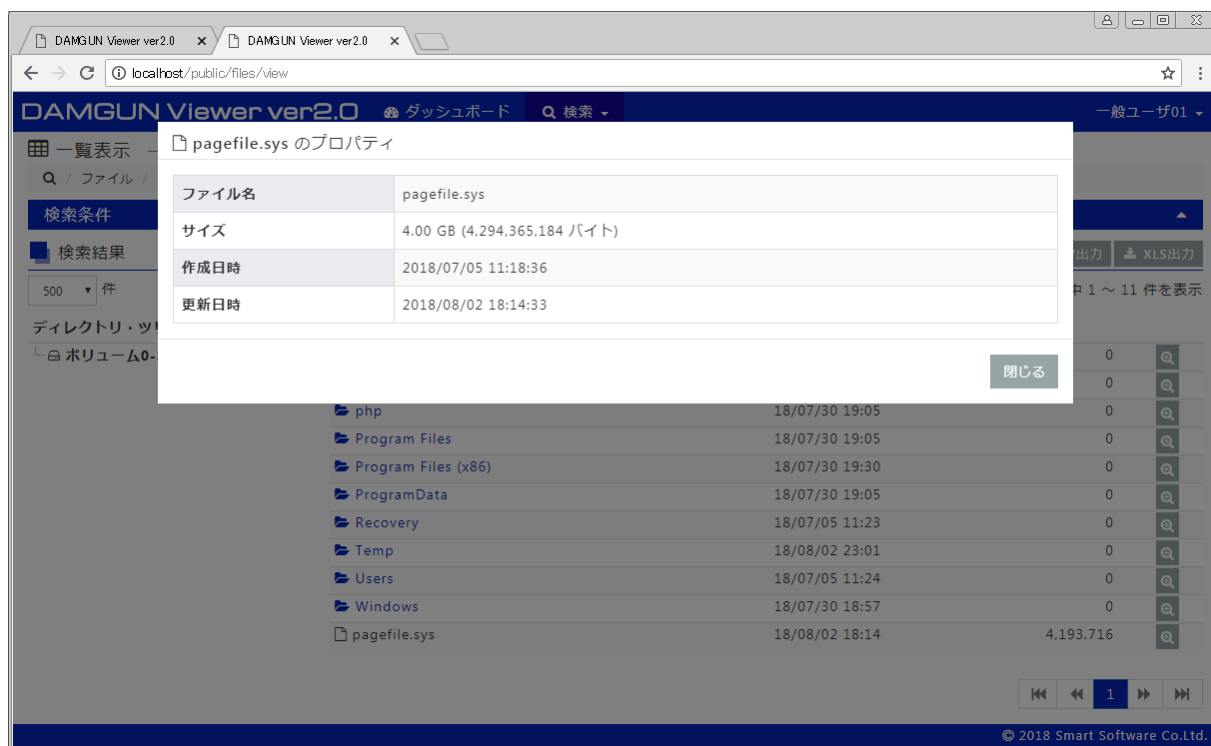 DAMGUN Viewer ver2.0 DAMGUN Viewer ver2.0
localhost/public/files/view
DAMGUN Viewer ver2.0 ダッシュボード 検索 一般ユーザ01
一覧表示
/ ファイル /
検索条件
検索結果 出力 XLS出力
500 件 中 1 ~ 11 件を表示
ディレクトリ・ツ
ボリューム0-
pagefile.sys のプロパティ
ファイル名 pagefile.sys
サイズ 4.00 GB (4,294,365,184 バイト)
作成日時 2018/07/05 11:18:36
更新日時 2018/08/02 18:14:33
閉じる
0
0
php 18/07/30 19:05 0
Program Files 18/07/30 19:05 0
Program Files (x86) 18/07/30 19:30 0
ProgramData 18/07/30 19:05 0
Recovery 18/07/05 11:23 0
Temp 18/08/02 23:01 0
Users 18/07/05 11:24 0
Windows 18/07/30 18:57 0
pagefile.sys 18/08/02 18:14 4,193,716
1
© 2018 Smart Software Co.Ltd.